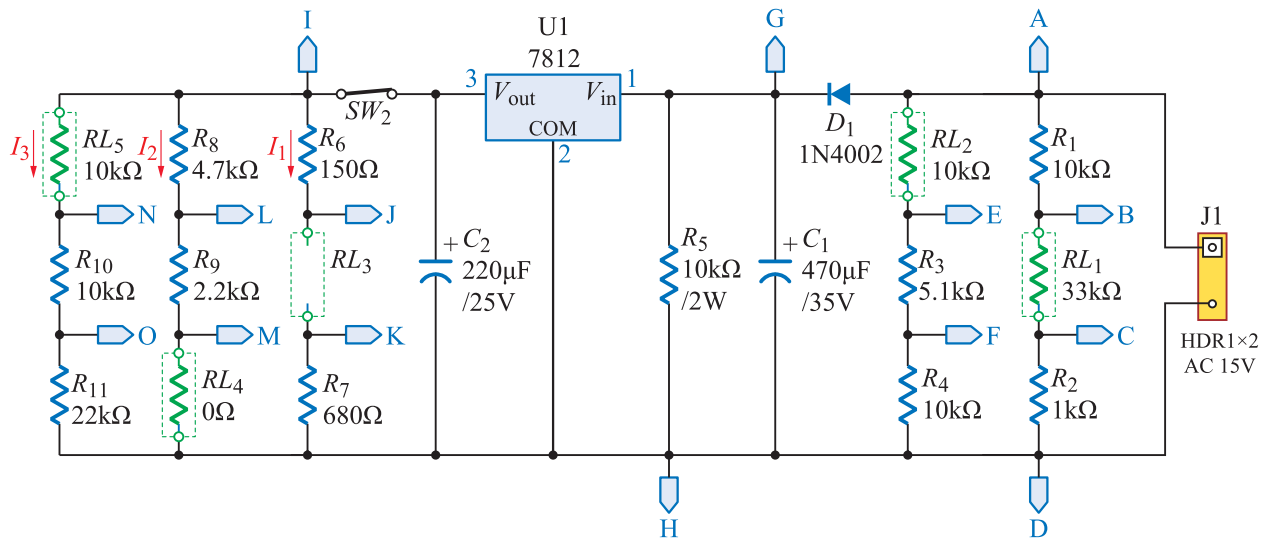 I
G
A
U1
7812
3
1
Vout
Vin
COM
2
SW2
D1
1N4002
I3
RL5
10kΩ
I2
R8
4.7kΩ
I1
R6
150Ω
RL2
10kΩ
R1
10kΩ
N
L
J
E
B
J1
R10
10kΩ
R9
2.2kΩ
RL3
+
C2
220µF
/25V
R5
10kΩ
/2W
+
C1
470µF
/35V
R3
5.1kΩ
RL1
33kΩ
O
M
K
F
C
HDR1×2
AC 15V
R11
22kΩ
RL4
0Ω
R7
680Ω
R4
10kΩ
R2
1kΩ
H
D